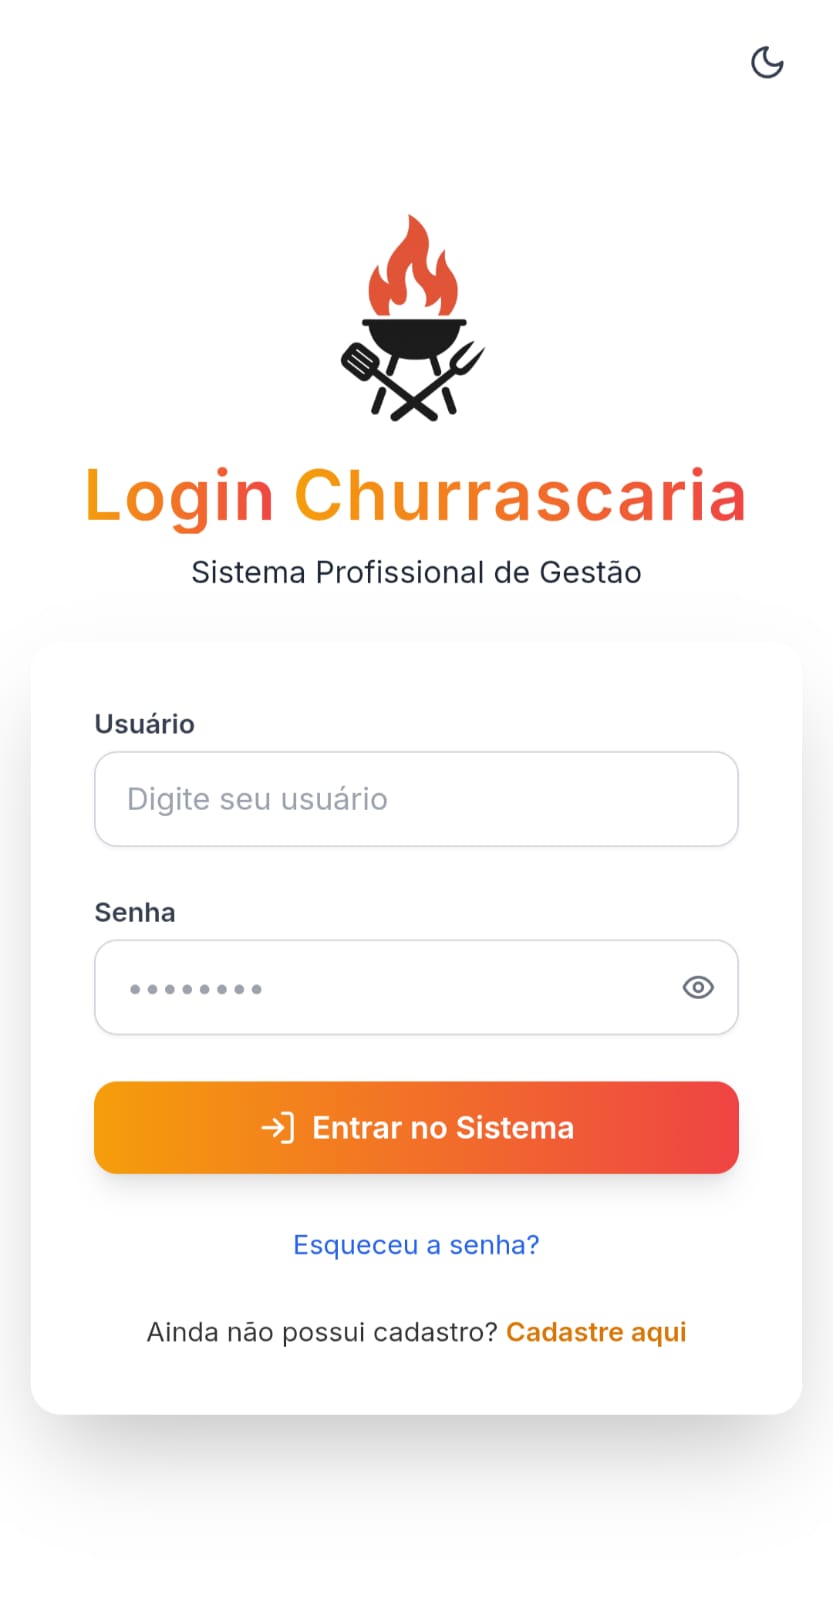 Login Churrascaria
Sistema Profissional de Gestão
Usuário
Digite seu usuário
Senha
••••••••
Entrar no Sistema
Esqueceu a senha?
Ainda não possui cadastro? Cadastre aqui